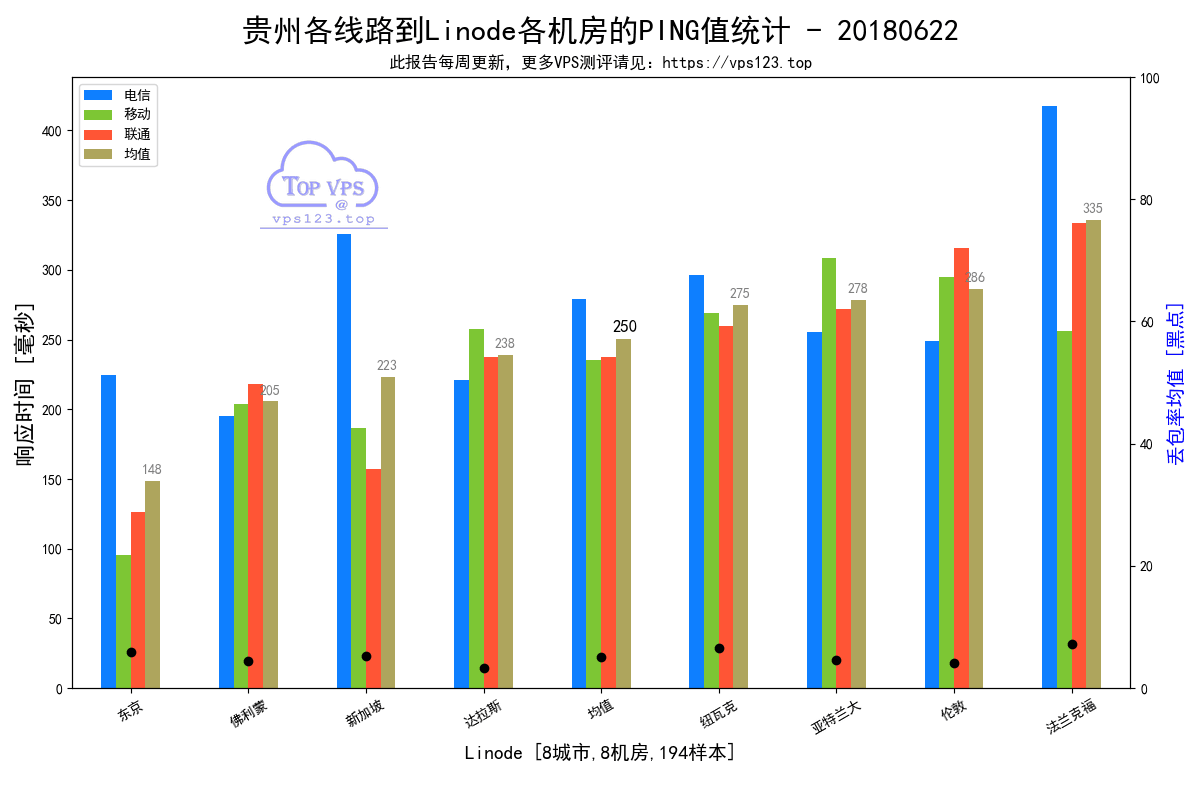 贵州各线路到Linode各机房的PING值统计 - 20180622
此报告每周更新，更多VPS测评请见：https://vps123.top
电信
移动
联通
均值
TOP VPS
@
vps123.top
响应时间 [毫秒]
400
350
300
250
200
150
100
50
0
148
205
223
238
250
275
278
286
335
100
80
60
40
20
0
丢包率均值 [黑点]
东京
佛利蒙
新加坡
达拉斯
均值
纽瓦克
亚特兰大
伦敦
法兰克福
Linode [8城市,8机房,194样本]